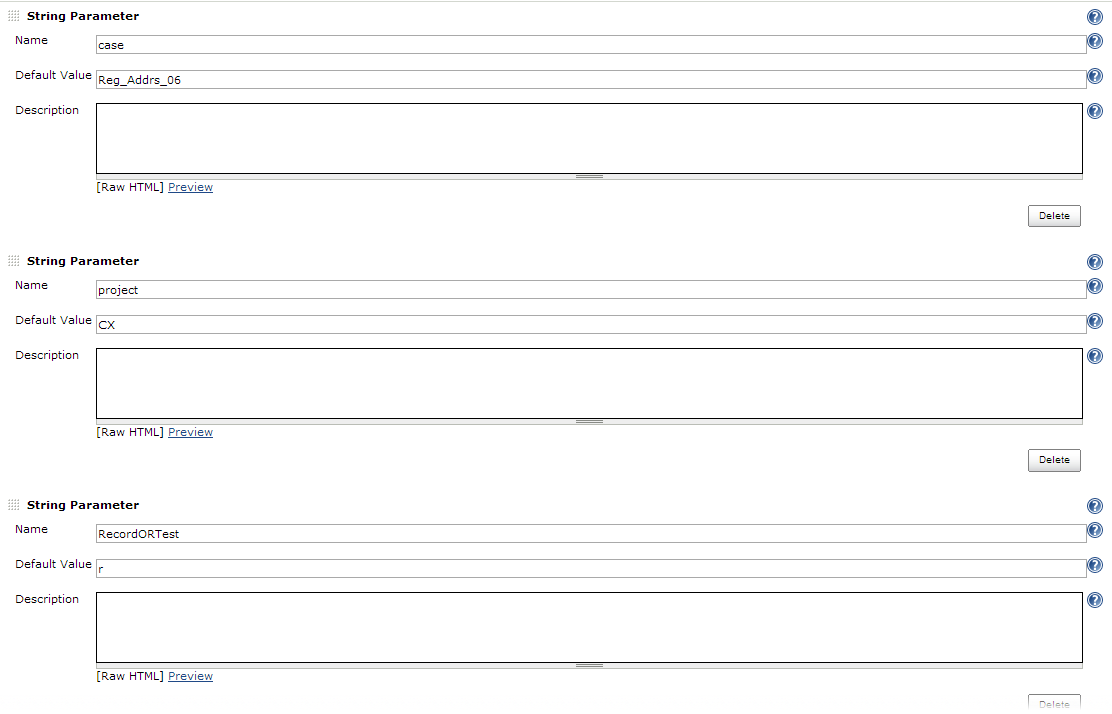 String Parameter
?
Name case ?
Default Value Reg_Addrs_06 ?
Description ?
[Raw HTML] Preview
Delete
String Parameter
?
Name project ?
Default Value CX ?
Description ?
[Raw HTML] Preview
Delete
String Parameter
?
Name RecordORTest ?
Default Value r ?
Description ?
[Raw HTML] Preview
Delete